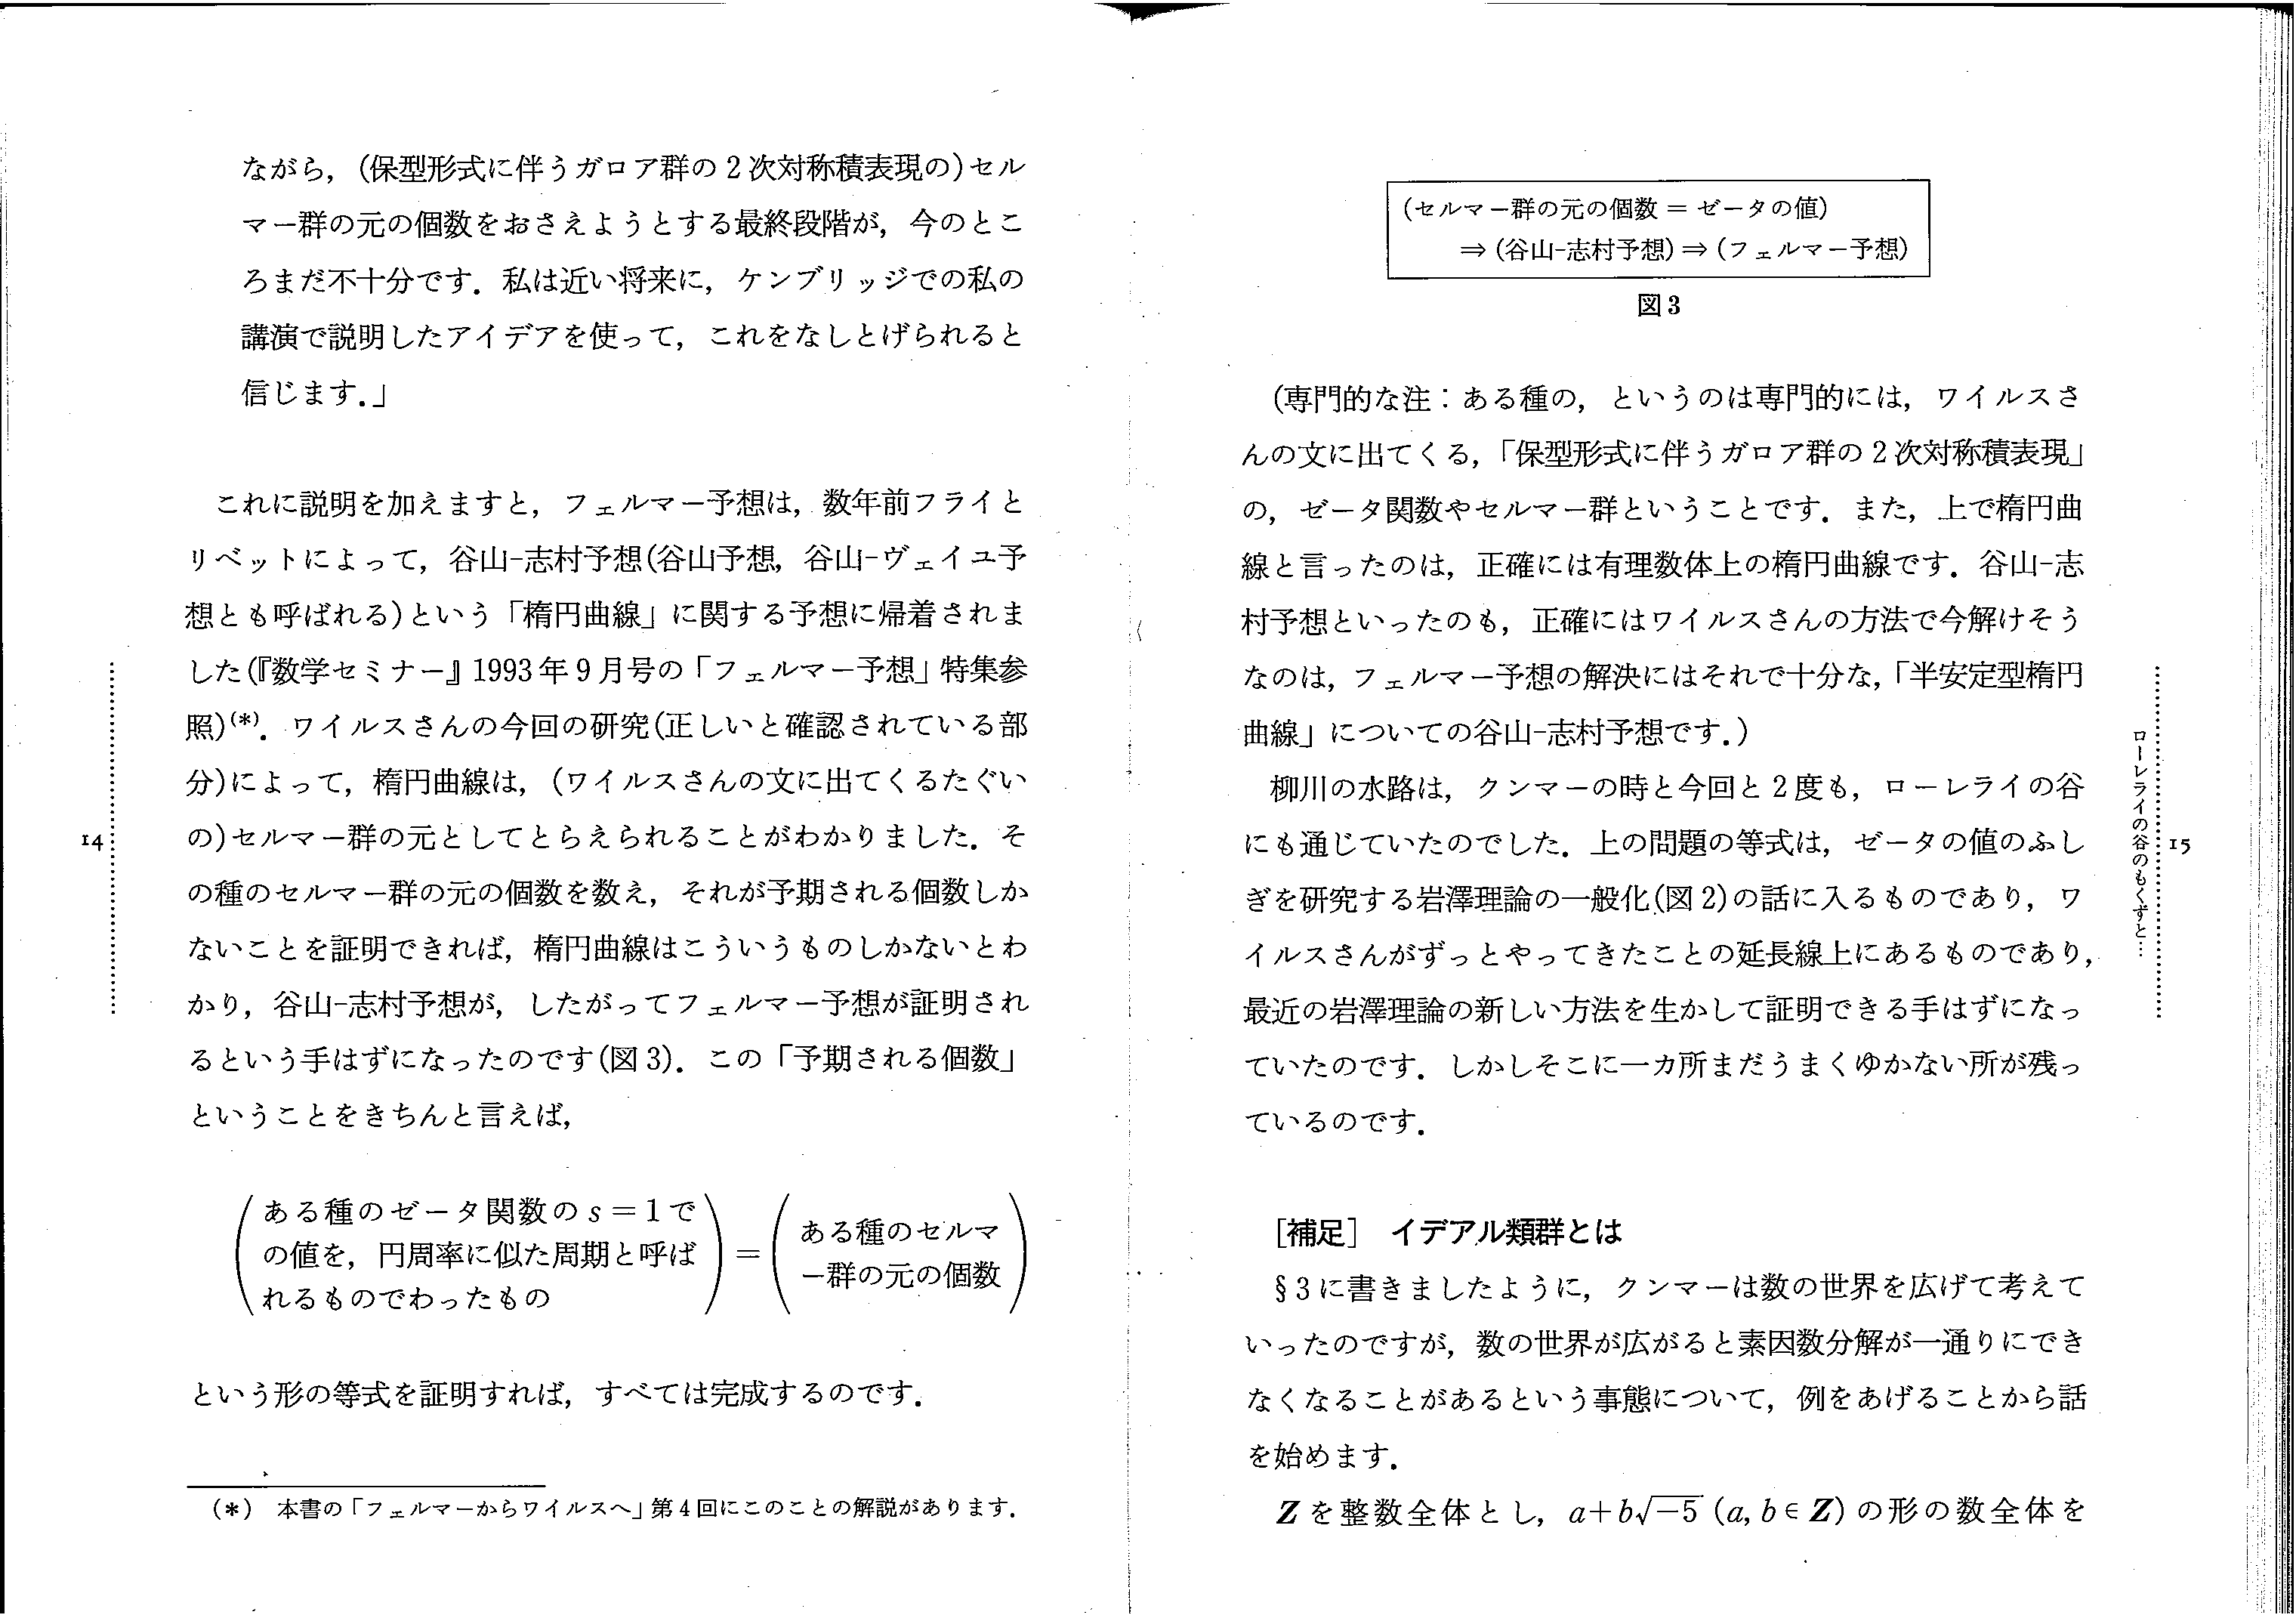 ながら，(保型形式に伴うガロア群の2次対称積表現の)セル
マー群の元の個数をおさえようとする最終段階が，今のとこ
ろまだ不十分です．私は近い将来に，ケンブリッジでの私の
講演で説明したアイデアを使って，これをなしとげられると
信じます．」
これに説明を加えますと，フェルマー予想は，数年前フライと
リベットによって，谷山-志村予想(谷山予想，谷山-ヴェイユ予
想とも呼ばれる)という「楕円曲線」に関する予想に帰着されま
した(『数学セミナー』1993年9月号の「フェルマー予想」特集参
照)(*)．ワイルスさんの今回の研究(正しいと確認されている部
分)によって，楕円曲線は，(ワイルスさんの文に出てくるたぐい
の)セルマー群の元としてとらえられることがわかりました．そ
の種のセルマー群の元の個数を数え，それが予期される個数しか
ないことを証明できれば，楕円曲線はこういうものしかないとわ
かり，谷山-志村予想が，したがってフェルマー予想が証明され
るという手はずになったのです(図3)．この「予期される個数」
ということをきちんと言えば，
(ある種のゼータ関数の s＝1 で
の値を，円周率に似た周期と呼ば
れるものでわったもの)
＝
(ある種のセルマ
ー群の元の個数)
という形の等式を証明すれば，すべては完成するのです．
(*) 本書の「フェルマーからワイルスへ」第4回にこのことの解説があります．
14
(セルマー群の元の個数 ＝ ゼータの値)
⇒ (谷山-志村予想) ⇒ (フェルマー予想)
図3
(専門的な注：ある種の，というのは専門的には，ワイルスさ
んの文に出てくる，「保型形式に伴うガロア群の2次対称積表現」
の，ゼータ関数やセルマー群ということです．また，上で楕円曲
線と言ったのは，正確には有理数体上の楕円曲線です．谷山-志
村予想といったのも，正確にはワイルスさんの方法で今解けそう
なのは，フェルマー予想の解決にはそれで十分な，「半安定型楕円
曲線」についての谷山-志村予想です．)
柳川の水路は，クンマーの時と今回と2度も，ローレライの谷
にも通じていたのでした．上の問題の等式は，ゼータの値のふし
ぎを研究する岩澤理論の一般化(図2)の話に入るものであり，ワ
イルスさんがずっとやってきたことの延長線上にあるものであり，
最近の岩澤理論の新しい方法を生かして証明できる手はずになっ
ていたのです．しかしそこに一カ所まだうまくゆかない所が残っ
ているのです．
［補足］ イデアル類群とは
§3に書きましたように，クンマーは数の世界を広げて考えて
いったのですが，数の世界が広がると素因数分解が一通りにでき
なくなることがあるという事態について，例をあげることから話
を始めます．
Z を整数全体とし，a+b√−5 (a, b∈Z) の形の数全体を
ローレライの谷のもくずと…
15